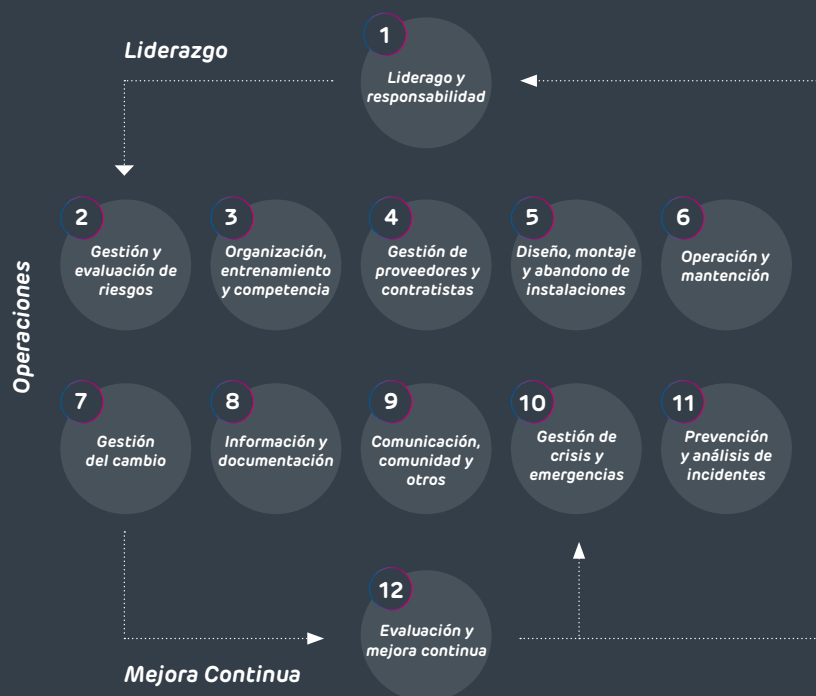 1
Liderazgo
Liderago y
responsabilidad
2
Gestión y
evaluación de
riesgos
3
Organización,
entrenamiento
y competencia
4
Gestión de
proveedores y
contratistas
5
Diseño, montaje
y abandono de
instalaciones
6
Operación y
mantención
Operaciones
7
Gestión
del cambio
8
Información y
documentación
9
Comunicación,
comunidad y
otros
10
Gestión de
crisis y
emergencias
11
Prevención
y análisis de
incidentes
12
Evaluación y
mejora continua
Mejora Continua